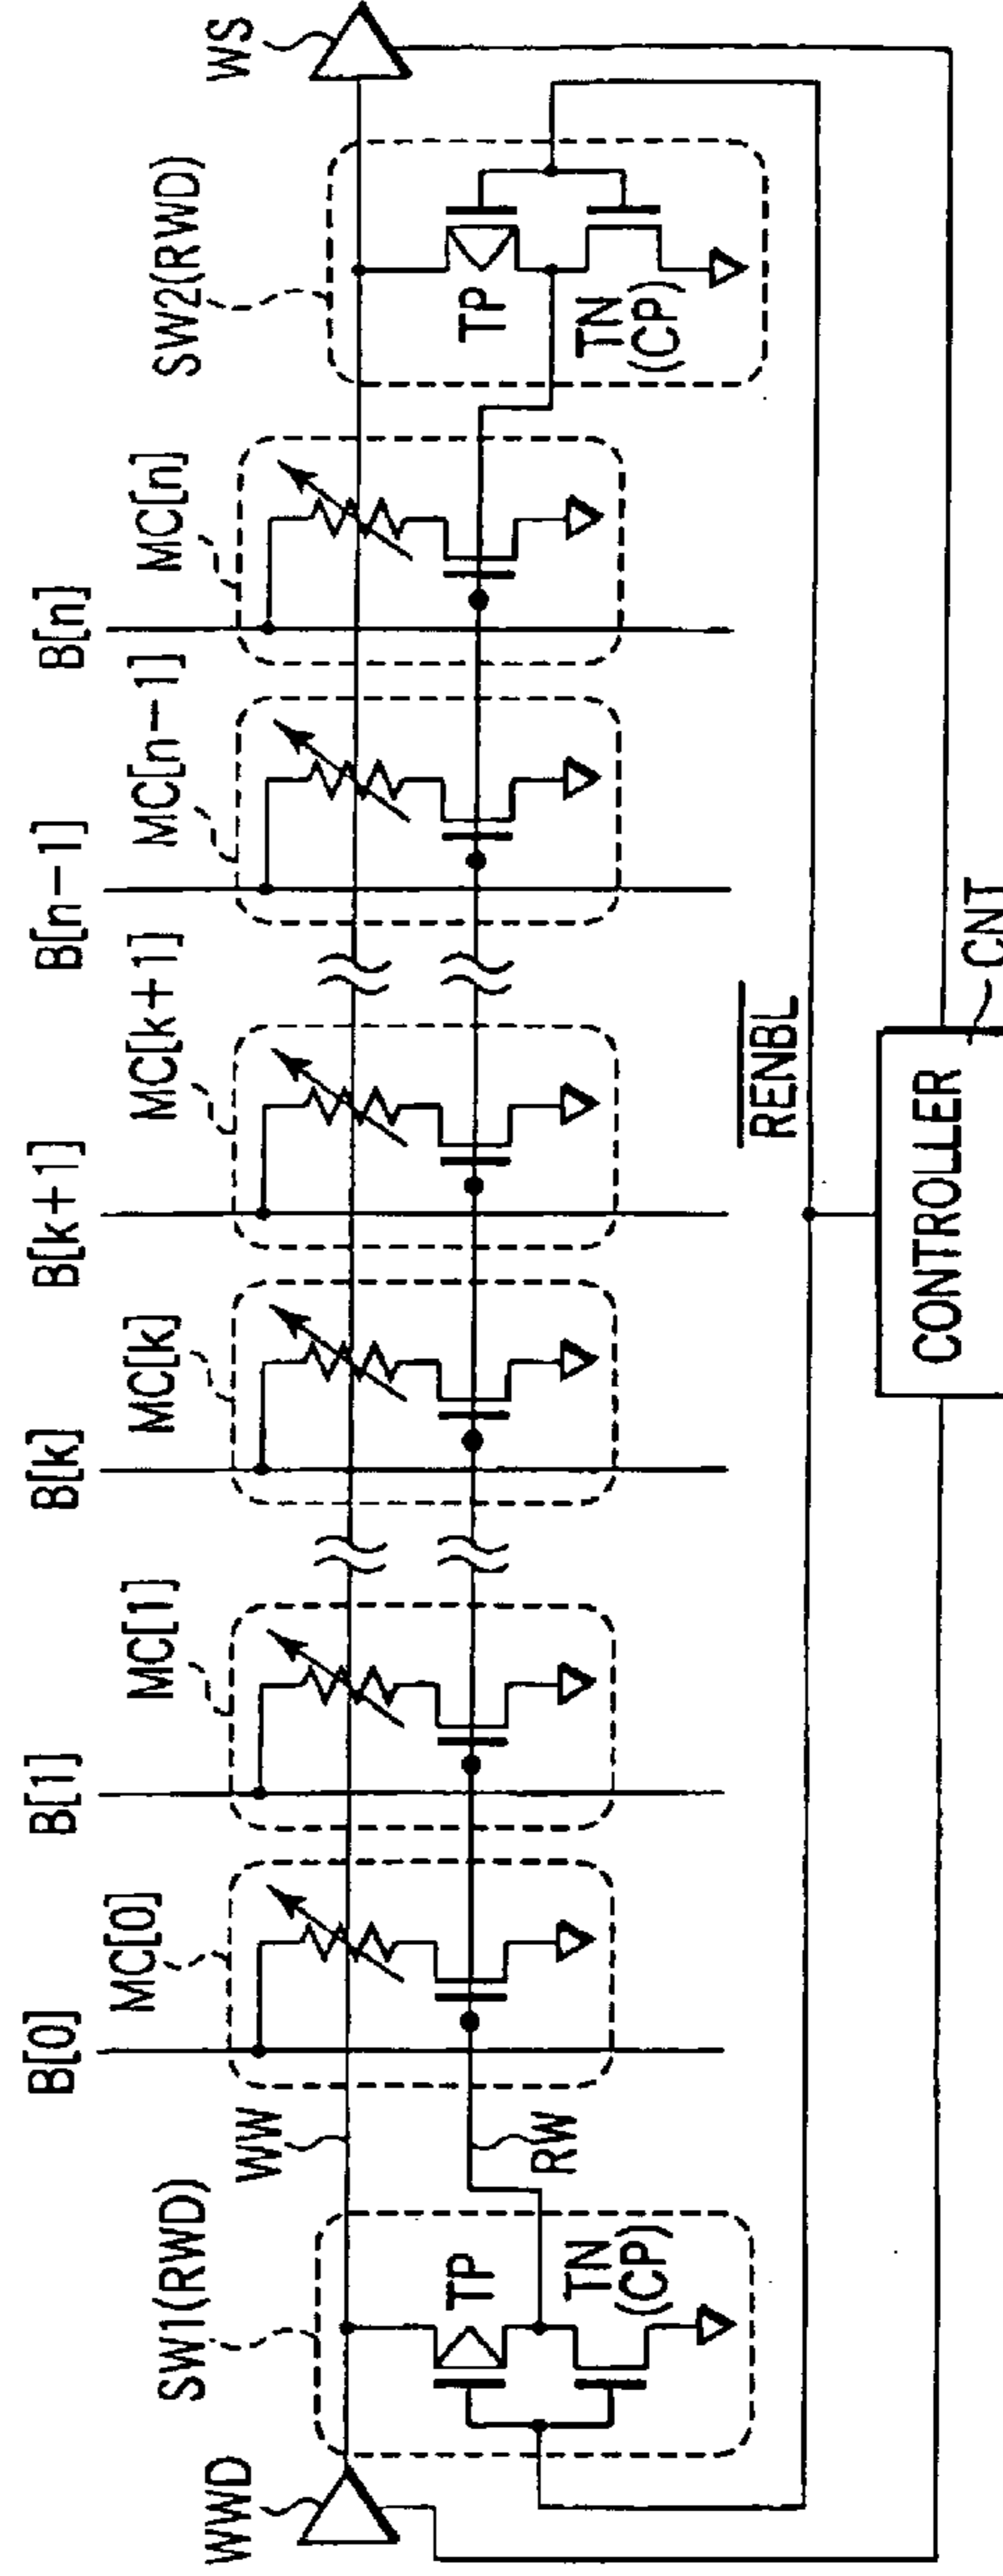 B[0]
B[1]
B[k]
B[k+1]
B[n-1]
B[n]
MC[0]
MC[1]
MC[k]
MC[k+1]
MC[n-1]
MC[n]
SW1(RWD)
SW2(RWD)
WWD
WW
WS
RW
TP
TN
(CP)
TP
TN
(CP)
RENBL
CONTROLLER
CNT